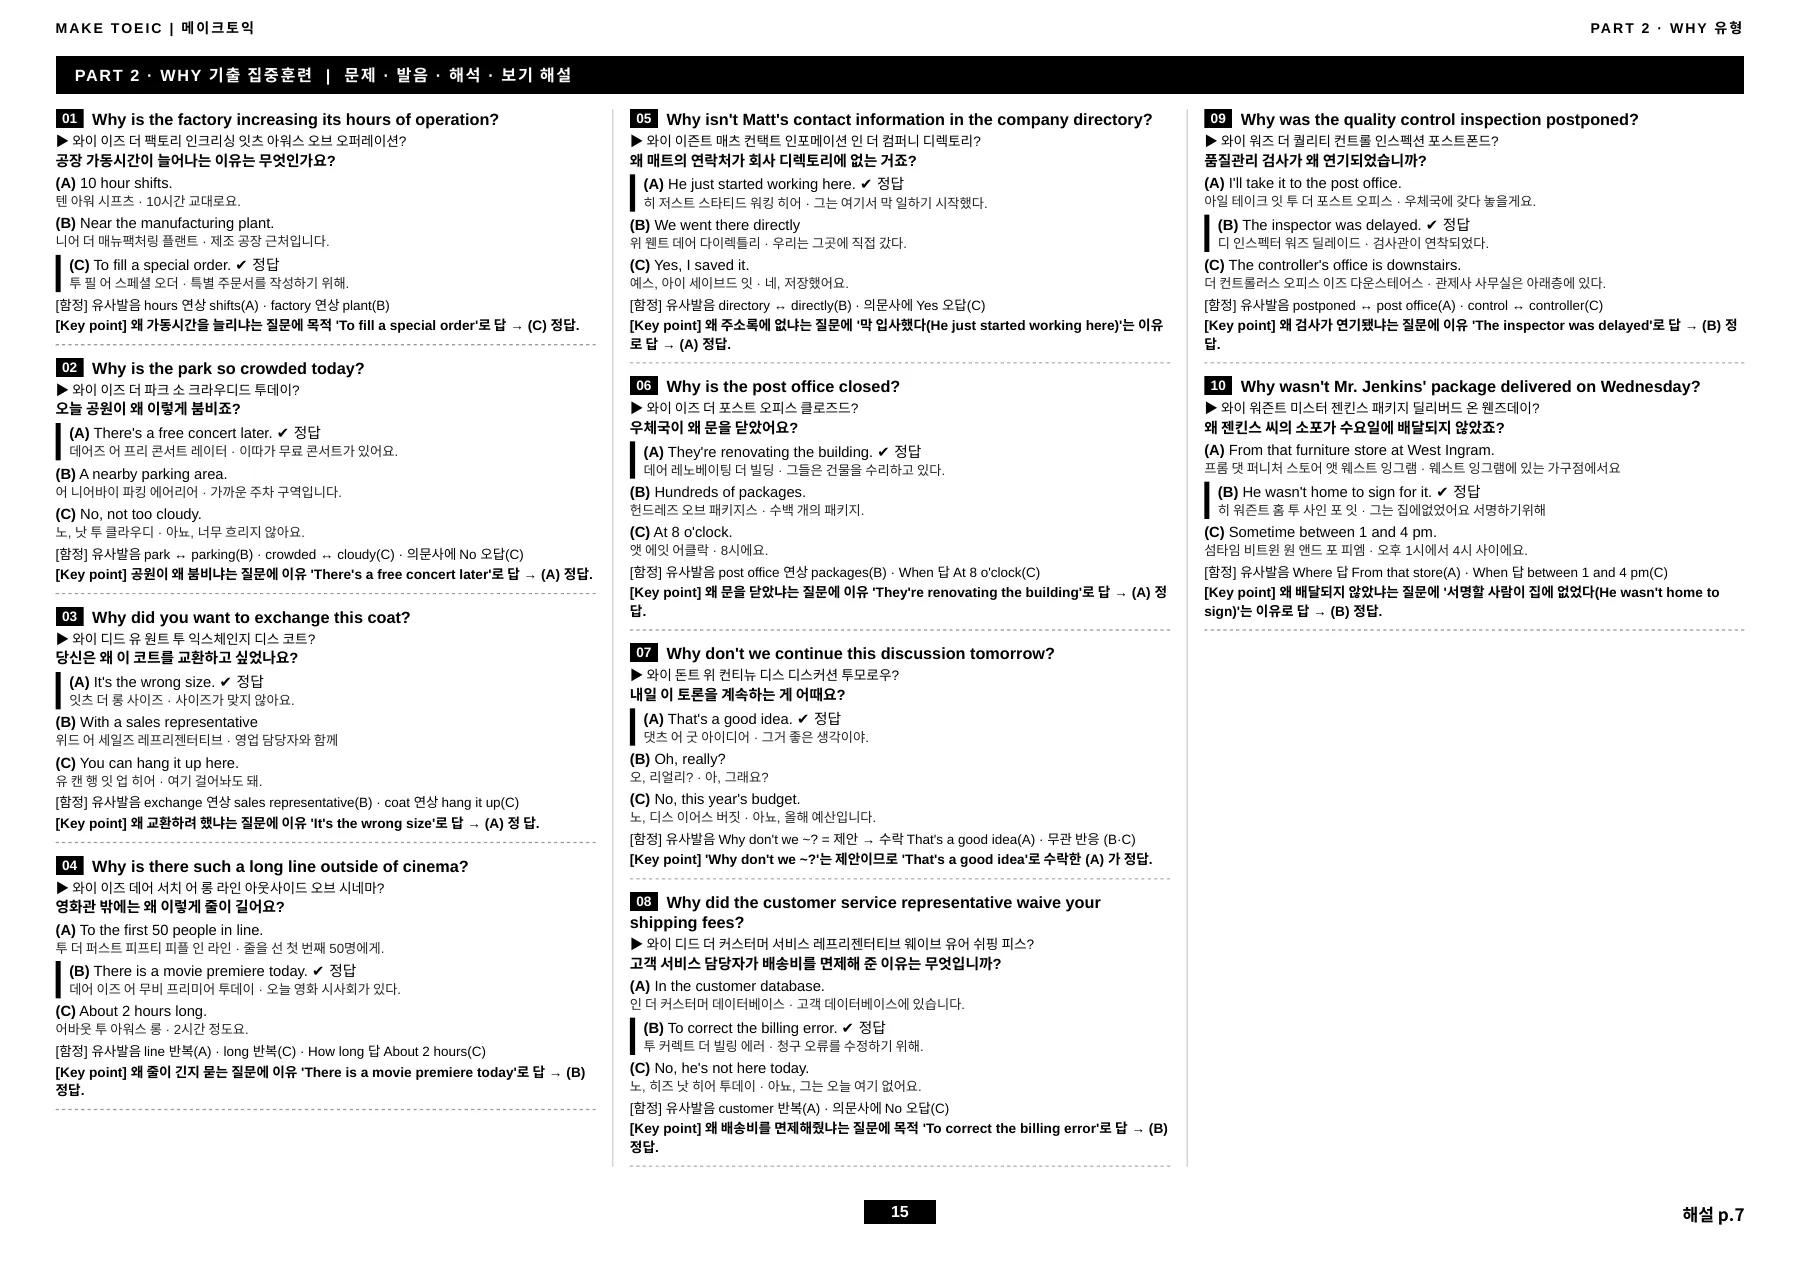 MAKE TOEIC | 메이크토익
PART 2 · WHY 유형
PART 2 · WHY 기출 집중훈련 | 문제 · 발음 · 해석 · 보기 해설
01 Why is the factory increasing its hours of operation?
▶ 와이 이즈 더 팩토리 인크리싱 잇츠 아워스 오브 오퍼레이션?
공장 가동시간이 늘어나는 이유는 무엇인가요?
(A) 10 hour shifts.
텐 아워 시프츠 · 10시간 교대로요.
(B) Near the manufacturing plant.
니어 더 매뉴팩처링 플랜트 · 제조 공장 근처입니다.
(C) To fill a special order. ✔ 정답
투 필 어 스페셜 오더 · 특별 주문서를 작성하기 위해.
[함정] 유사발음 hours 연상 shifts(A) · factory 연상 plant(B)
[Key point] 왜 가동시간을 늘리냐는 질문에 목적 'To fill a special order'로 답 → (C) 정답.
02 Why is the park so crowded today?
▶ 와이 이즈 더 파크 소 크라우디드 투데이?
오늘 공원이 왜 이렇게 붐비죠?
(A) There's a free concert later. ✔ 정답
데어즈 어 프리 콘서트 레이터 · 이따가 무료 콘서트가 있어요.
(B) A nearby parking area.
어 니어바이 파킹 에어리어 · 가까운 주차 구역입니다.
(C) No, not too cloudy.
노, 낫 투 클라우디 · 아뇨, 너무 흐리지 않아요.
[함정] 유사발음 park ↔ parking(B) · crowded ↔ cloudy(C) · 의문사에 No 오답(C)
[Key point] 공원이 왜 붐비냐는 질문에 이유 'There's a free concert later'로 답 → (A) 정답.
03 Why did you want to exchange this coat?
▶ 와이 디드 유 원트 투 익스체인지 디스 코트?
당신은 왜 이 코트를 교환하고 싶었나요?
(A) It's the wrong size. ✔ 정답
잇츠 더 롱 사이즈 · 사이즈가 맞지 않아요.
(B) With a sales representative
위드 어 세일즈 레프리젠터티브 · 영업 담당자와 함께
(C) You can hang it up here.
유 캔 행 잇 업 히어 · 여기 걸어놔도 돼.
[함정] 유사발음 exchange 연상 sales representative(B) · coat 연상 hang it up(C)
[Key point] 왜 교환하려 했냐는 질문에 이유 'It's the wrong size'로 답 → (A) 정 답.
04 Why is there such a long line outside of cinema?
▶ 와이 이즈 데어 서치 어 롱 라인 아웃사이드 오브 시네마?
영화관 밖에는 왜 이렇게 줄이 길어요?
(A) To the first 50 people in line.
투 더 퍼스트 피프티 피플 인 라인 · 줄을 선 첫 번째 50명에게.
(B) There is a movie premiere today. ✔ 정답
데어 이즈 어 무비 프리미어 투데이 · 오늘 영화 시사회가 있다.
(C) About 2 hours long.
어바웃 투 아워스 롱 · 2시간 정도요.
[함정] 유사발음 line 반복(A) · long 반복(C) · How long 답 About 2 hours(C)
[Key point] 왜 줄이 긴지 묻는 질문에 이유 'There is a movie premiere today'로 답 → (B)
정답.
05 Why isn't Matt's contact information in the company directory?
▶ 와이 이즌트 매츠 컨택트 인포메이션 인 더 컴퍼니 디렉토리?
왜 매트의 연락처가 회사 디렉토리에 없는 거죠?
(A) He just started working here. ✔ 정답
히 저스트 스타티드 워킹 히어 · 그는 여기서 막 일하기 시작했다.
(B) We went there directly
위 웬트 데어 다이렉틀리 · 우리는 그곳에 직접 갔다.
(C) Yes, I saved it.
예스, 아이 세이브드 잇 · 네, 저장했어요.
[함정] 유사발음 directory ↔ directly(B) · 의문사에 Yes 오답(C)
[Key point] 왜 주소록에 없냐는 질문에 '막 입사했다(He just started working here)'는 이유
로 답 → (A) 정답.
06 Why is the post office closed?
▶ 와이 이즈 더 포스트 오피스 클로즈드?
우체국이 왜 문을 닫았어요?
(A) They're renovating the building. ✔ 정답
데어 레노베이팅 더 빌딩 · 그들은 건물을 수리하고 있다.
(B) Hundreds of packages.
헌드레즈 오브 패키지스 · 수백 개의 패키지.
(C) At 8 o'clock.
앳 에잇 어클락 · 8시에요.
[함정] 유사발음 post office 연상 packages(B) · When 답 At 8 o'clock(C)
[Key point] 왜 문을 닫았냐는 질문에 이유 'They're renovating the building'로 답 → (A) 정
답.
07 Why don't we continue this discussion tomorrow?
▶ 와이 돈트 위 컨티뉴 디스 디스커션 투모로우?
내일 이 토론을 계속하는 게 어때요?
(A) That's a good idea. ✔ 정답
댓츠 어 굿 아이디어 · 그거 좋은 생각이야.
(B) Oh, really?
오, 리얼리? · 아, 그래요?
(C) No, this year's budget.
노, 디스 이어스 버짓 · 아뇨, 올해 예산입니다.
[함정] 유사발음 Why don't we ~? = 제안 → 수락 That's a good idea(A) · 무관 반응 (B·C)
[Key point] 'Why don't we ~?'는 제안이므로 'That's a good idea'로 수락한 (A) 가 정답.
08 Why did the customer service representative waive your
shipping fees?
▶ 와이 디드 더 커스터머 서비스 레프리젠터티브 웨이브 유어 쉬핑 피스?
고객 서비스 담당자가 배송비를 면제해 준 이유는 무엇입니까?
(A) In the customer database.
인 더 커스터머 데이터베이스 · 고객 데이터베이스에 있습니다.
(B) To correct the billing error. ✔ 정답
투 커렉트 더 빌링 에러 · 청구 오류를 수정하기 위해.
(C) No, he's not here today.
노, 히즈 낫 히어 투데이 · 아뇨, 그는 오늘 여기 없어요.
[함정] 유사발음 customer 반복(A) · 의문사에 No 오답(C)
[Key point] 왜 배송비를 면제해줬냐는 질문에 목적 'To correct the billing error'로 답 → (B)
정답.
09 Why was the quality control inspection postponed?
▶ 와이 워즈 더 퀄리티 컨트롤 인스펙션 포스트폰드?
품질관리 검사가 왜 연기되었습니까?
(A) I'll take it to the post office.
아일 테이크 잇 투 더 포스트 오피스 · 우체국에 갖다 놓을게요.
(B) The inspector was delayed. ✔ 정답
디 인스펙터 워즈 딜레이드 · 검사관이 연착되었다.
(C) The controller's office is downstairs.
더 컨트롤러스 오피스 이즈 다운스테어스 · 관제사 사무실은 아래층에 있다.
[함정] 유사발음 postponed ↔ post office(A) · control ↔ controller(C)
[Key point] 왜 검사가 연기됐냐는 질문에 이유 'The inspector was delayed'로 답 → (B) 정
답.
10 Why wasn't Mr. Jenkins' package delivered on Wednesday?
▶ 와이 워즌트 미스터 젠킨스 패키지 딜리버드 온 웬즈데이?
왜 젠킨스 씨의 소포가 수요일에 배달되지 않았죠?
(A) From that furniture store at West Ingram.
프롬 댓 퍼니처 스토어 앳 웨스트 잉그램 · 웨스트 잉그램에 있는 가구점에서요
(B) He wasn't home to sign for it. ✔ 정답
히 워즌트 홈 투 사인 포 잇 · 그는 집에없었어요 서명하기위해
(C) Sometime between 1 and 4 pm.
섬타임 비트윈 원 앤드 포 피엠 · 오후 1시에서 4시 사이에요.
[함정] 유사발음 Where 답 From that store(A) · When 답 between 1 and 4 pm(C)
[Key point] 왜 배달되지 않았냐는 질문에 '서명할 사람이 집에 없었다(He wasn't home to
sign)'는 이유로 답 → (B) 정답.
15
해설 p.7